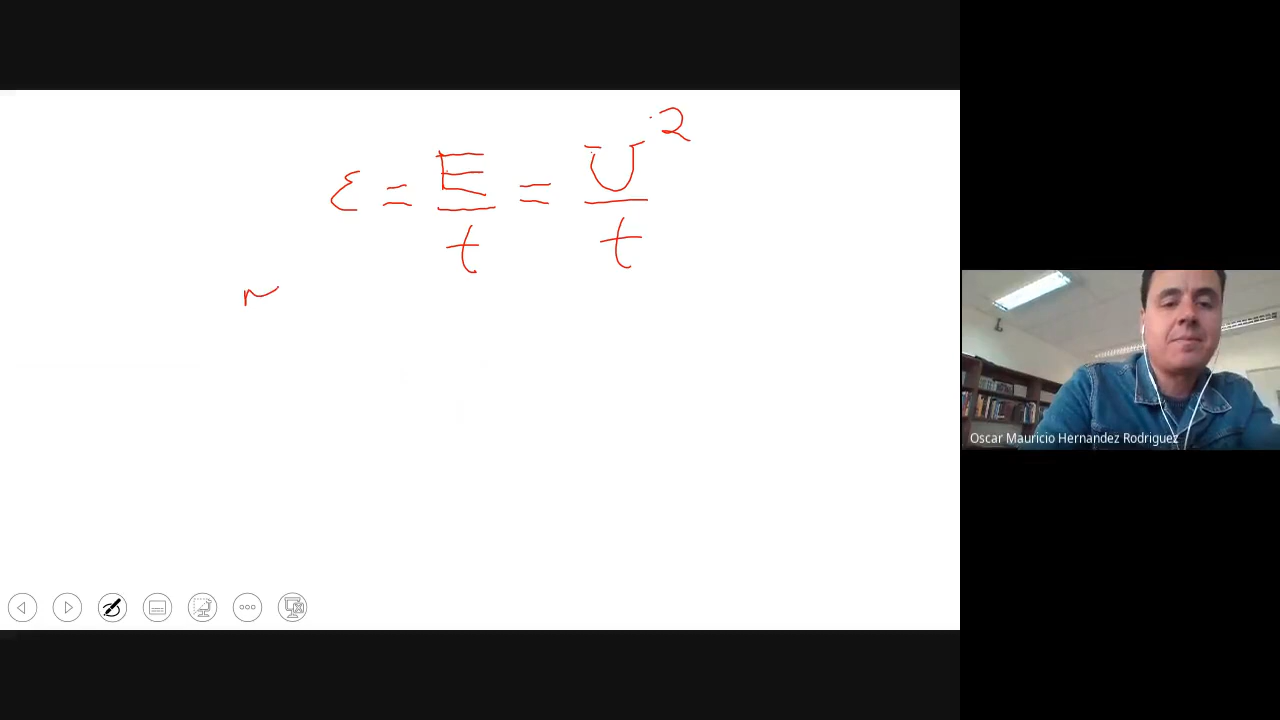 ε = E/t = U²/t
~
Oscar Mauricio Hernandez Rodriguez